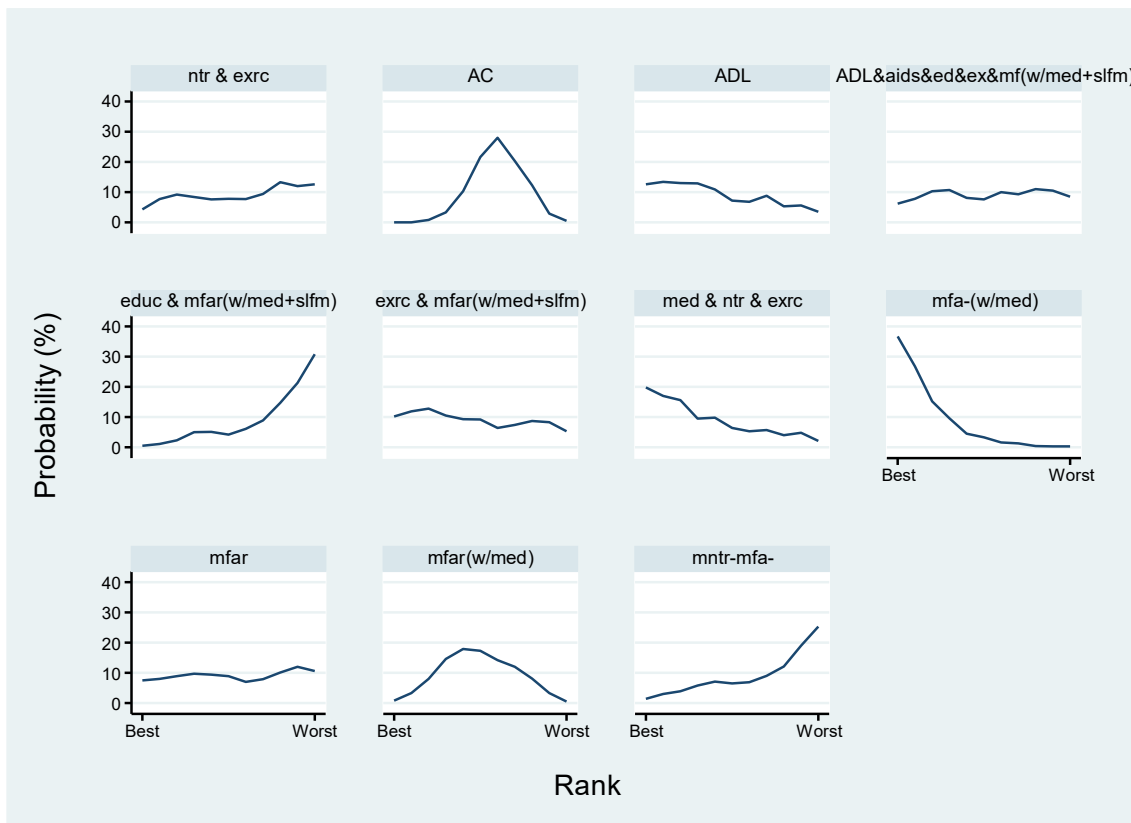 ntr & exrc
AC
ADL
ADL&aids&ed&ex&mf(w/med+slfm)
40
30
20
10
0
educ & mfar(w/med+slfm)
exrc & mfar(w/med+slfm)
med & ntr & exrc
mfa-(w/med)
40
30
20
10
0
Best
Worst
mfar
mfar(w/med)
mntr-mfa-
40
30
20
10
0
Best
Worst
Best
Worst
Best
Worst
Probability (%)
Rank